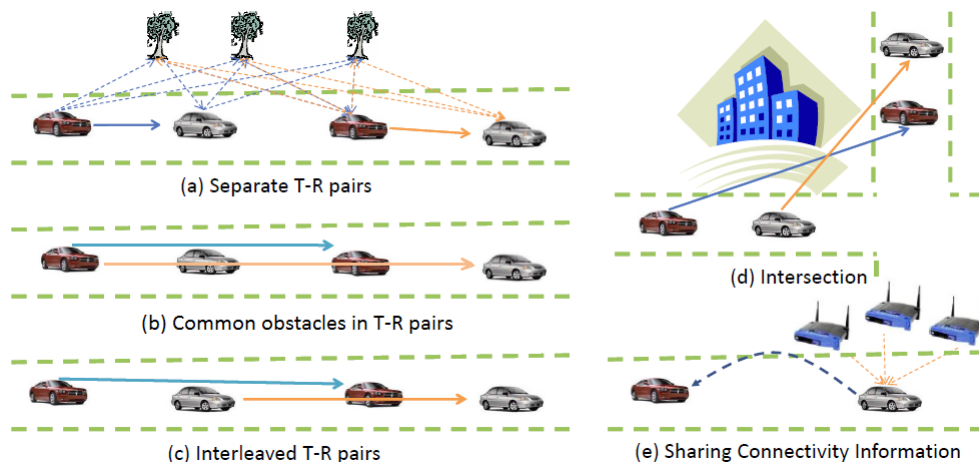 (a) Separate T-R pairs
(b) Common obstacles in T-R pairs
(c) Interleaved T-R pairs
(d) Intersection
(e) Sharing Connectivity Information